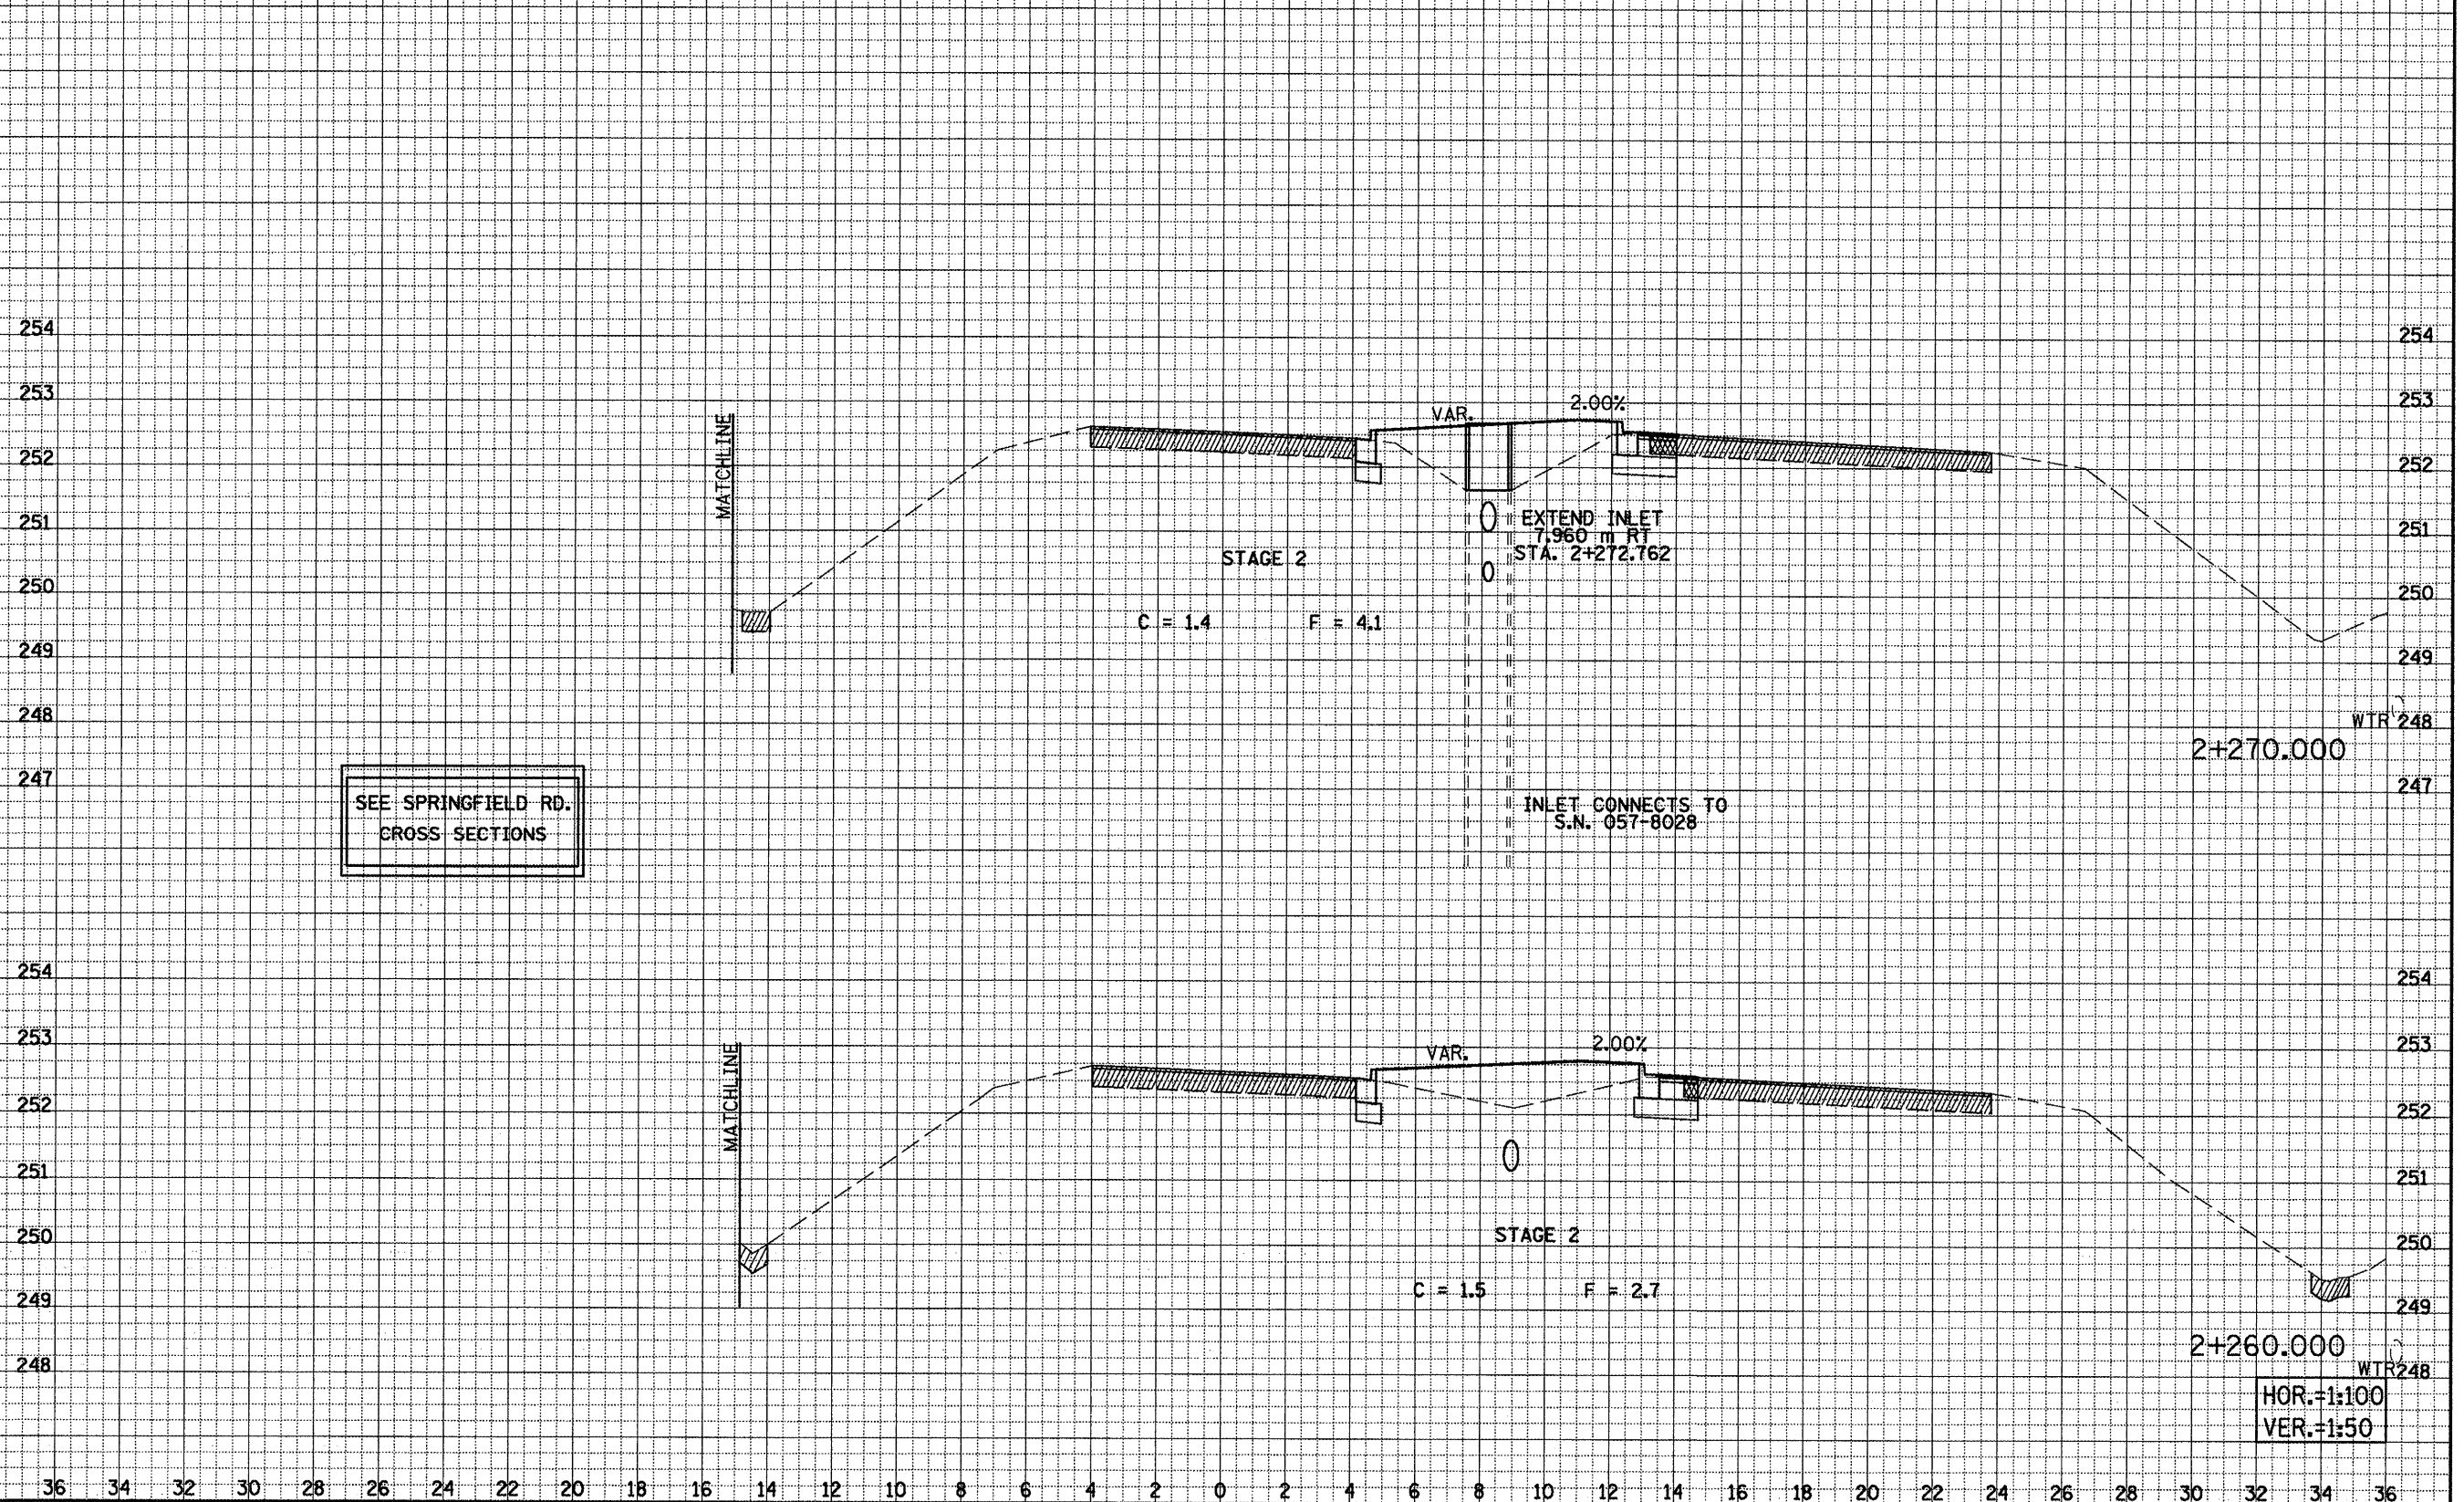 254 254
253 253
252 252
251 251
250 250
249 249
248 248
247 247
MATCHLINE
VAR. 2.00%
EXTEND INLET
7.960 m RT
STA. 2+272.762
STAGE 2
C = 1.4 F = 4.1
WTR
2+270.000
SEE SPRINGFIELD RD.
CROSS SECTIONS
INLET CONNECTS TO
S.N. 057-8028
254 254
253 253
252 252
251 251
250 250
249 249
248 248
MATCHLINE
VAR. 2.00%
STAGE 2
C = 1.5 F = 2.7
2+260.000
WTR
HOR.=1:100
VER.=1:50
36 34 32 30 28 26 24 22 20 18 16 14 12 10 8 6 4 2 0 2 4 6 8 10 12 14 16 18 20 22 24 26 28 30 32 34 36